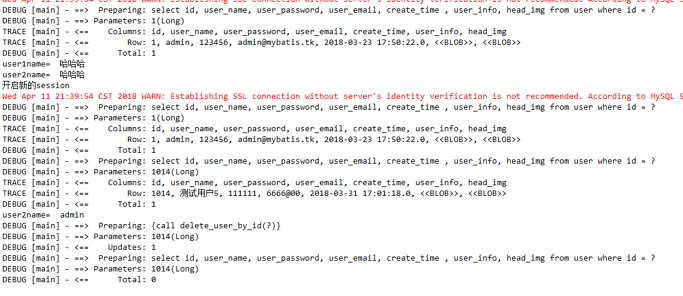 Wed Apr 11 21:39:53 CST 2018 WARN: Establishing SSL connection without server's identity verification is not recommended. According to MySQL 5
DEBUG [main] - ==>  Preparing: select id, user_name, user_password, user_email, create_time , user_info, head_img from user where id = ?
DEBUG [main] - ==> Parameters: 1(Long)
TRACE [main] - <==    Columns: id, user_name, user_password, user_email, create_time, user_info, head_img
TRACE [main] - <==        Row: 1, admin, 123456, admin@mybatis.tk, 2018-03-23 17:50:22.0, <<BLOB>>, <<BLOB>>
DEBUG [main] - <==      Total: 1
user1name=  哈哈哈
user2name=  哈哈哈
开启新的session
Wed Apr 11 21:39:54 CST 2018 WARN: Establishing SSL connection without server's identity verification is not recommended. According to MySQL 5
DEBUG [main] - ==>  Preparing: select id, user_name, user_password, user_email, create_time , user_info, head_img from user where id = ?
DEBUG [main] - ==> Parameters: 1(Long)
TRACE [main] - <==    Columns: id, user_name, user_password, user_email, create_time, user_info, head_img
TRACE [main] - <==        Row: 1, admin, 123456, admin@mybatis.tk, 2018-03-23 17:50:22.0, <<BLOB>>, <<BLOB>>
DEBUG [main] - <==      Total: 1
DEBUG [main] - ==>  Preparing: select id, user_name, user_password, user_email, create_time , user_info, head_img from user where id = ?
DEBUG [main] - ==> Parameters: 1014(Long)
TRACE [main] - <==    Columns: id, user_name, user_password, user_email, create_time, user_info, head_img
TRACE [main] - <==        Row: 1014, 测试用户5, 111111, 6666@00, 2018-03-31 17:01:18.0, <<BLOB>>, <<BLOB>>
DEBUG [main] - <==      Total: 1
user2name=  admin
DEBUG [main] - ==>  Preparing: {call delete_user_by_id(?)}
DEBUG [main] - ==> Parameters: 1014(Long)
DEBUG [main] - <==    Updates: 1
DEBUG [main] - ==>  Preparing: select id, user_name, user_password, user_email, create_time , user_info, head_img from user where id = ?
DEBUG [main] - ==> Parameters: 1014(Long)
DEBUG [main] - <==      Total: 0